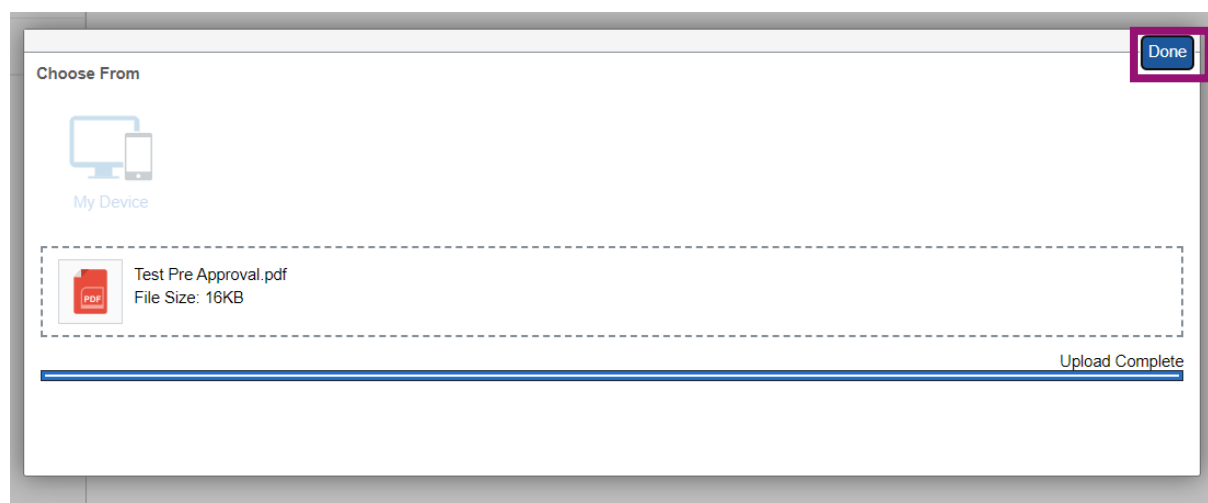 Done
Choose From
My Device
PDF
Test Pre Approval.pdf
File Size: 16KB
Upload Complete